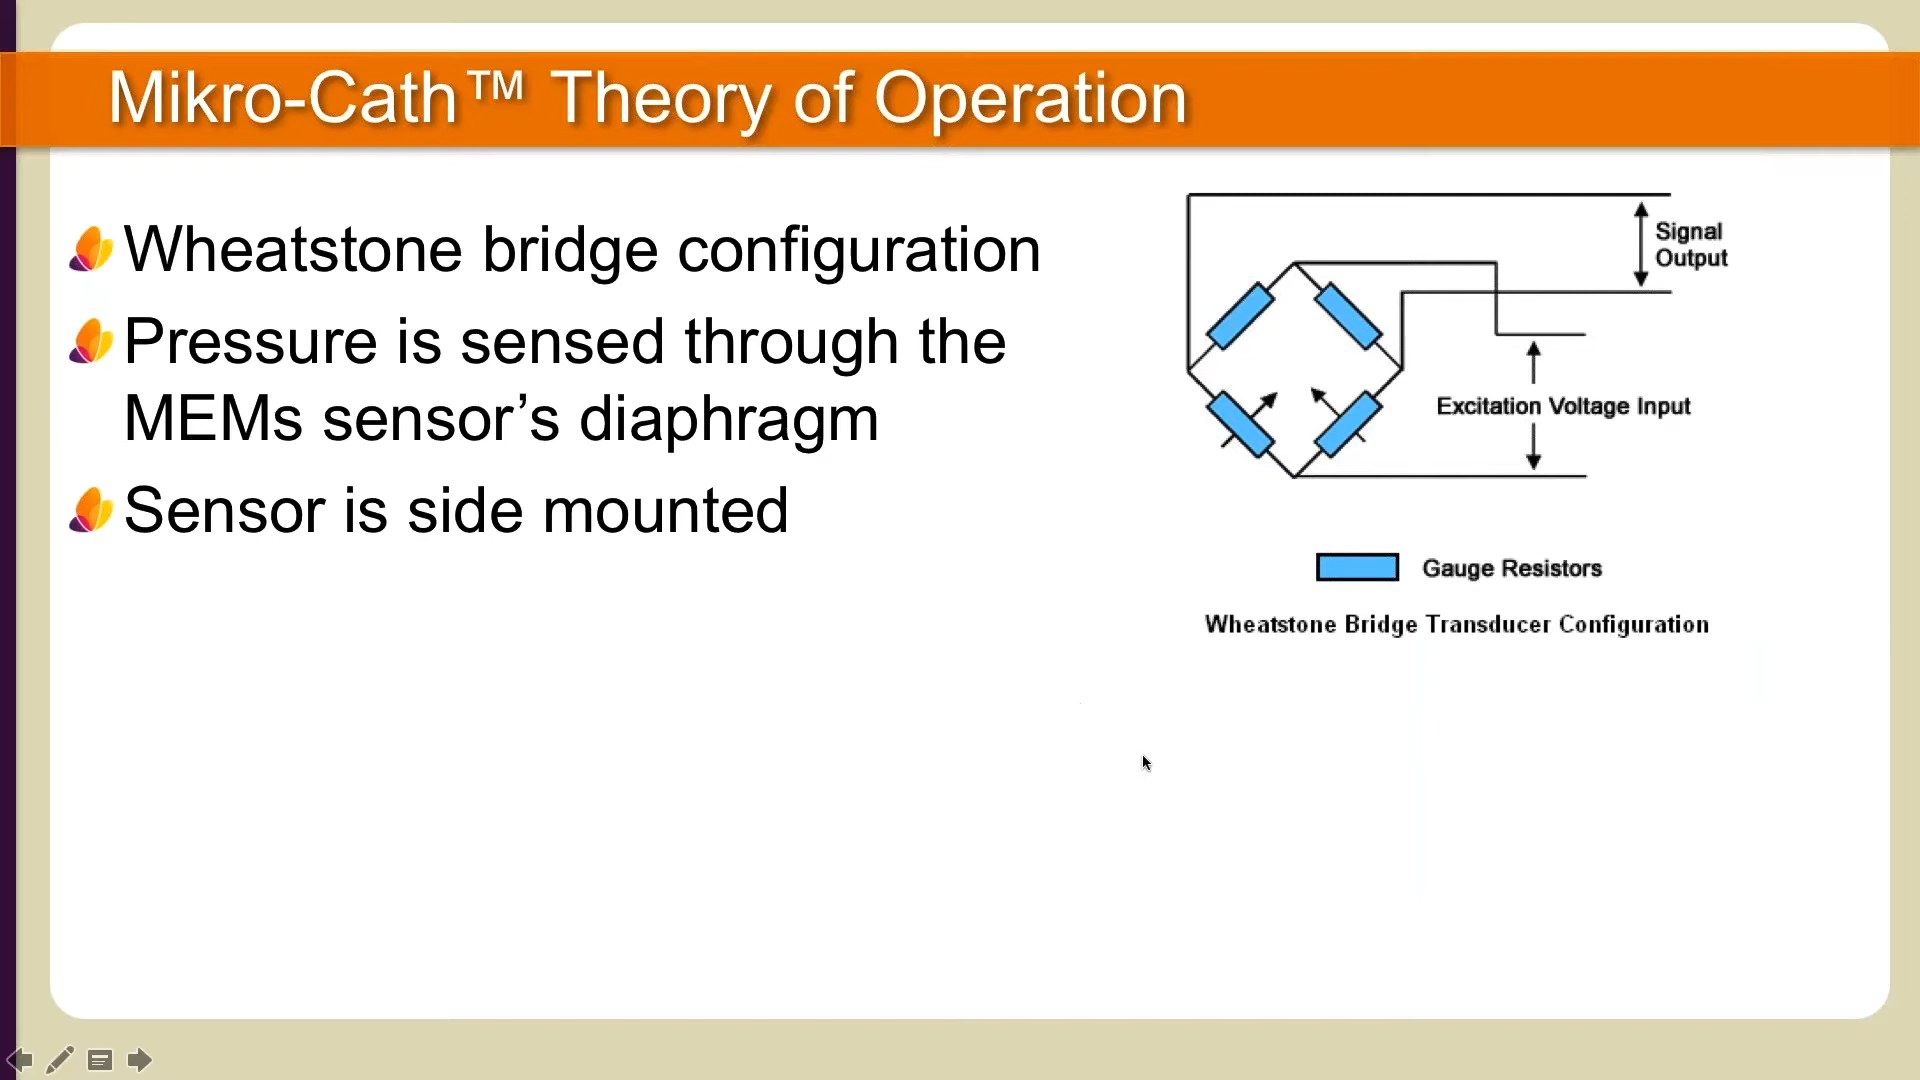 Mikro-Cath™ Theory of Operation
Wheatstone bridge configuration
Pressure is sensed through the
MEMs sensor’s diaphragm
Sensor is side mounted
Signal
Output
Excitation Voltage Input
Gauge Resistors
Wheatstone Bridge Transducer Configuration